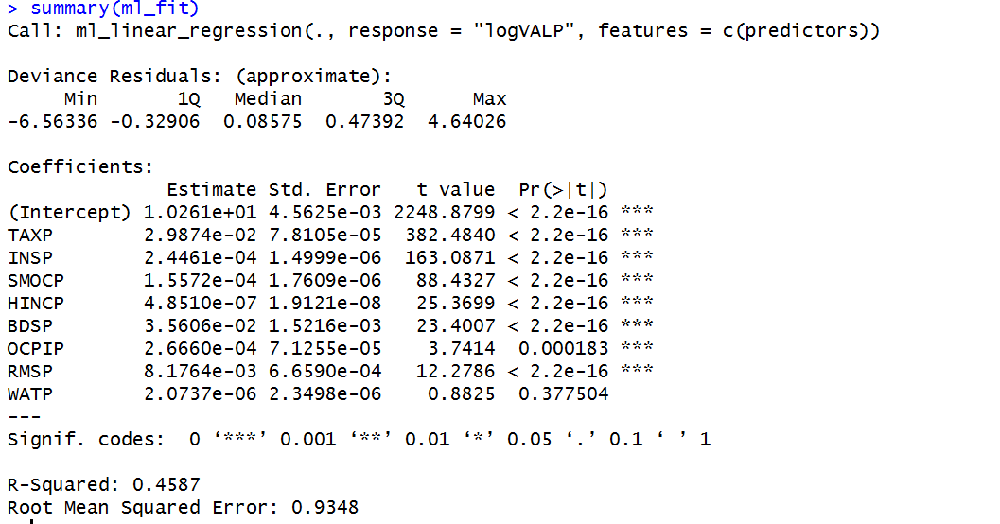 > summary(ml_fit)
Call: ml_linear_regression(., response = "logVALP", features = c(predictors))
Deviance Residuals: (approximate):
Min 1Q Median 3Q Max
-6.56336 -0.32906 0.08575 0.47392 4.64026
Coefficients:
Estimate Std. Error t value Pr(>|t|)
(Intercept) 1.0261e+01 4.5625e-03 2248.8799 < 2.2e-16 ***
TAXP 2.9874e-02 7.8105e-05 382.4840 < 2.2e-16 ***
INSP 2.4461e-04 1.4999e-06 163.0871 < 2.2e-16 ***
SMOCP 1.5572e-04 1.7609e-06 88.4327 < 2.2e-16 ***
HINCP 4.8510e-07 1.9121e-08 25.3699 < 2.2e-16 ***
BDSP 3.5606e-02 1.5216e-03 23.4007 < 2.2e-16 ***
OCPIP 2.6660e-04 7.1255e-05 3.7414 0.000183 ***
RMSP 8.1764e-03 6.6590e-04 12.2786 < 2.2e-16 ***
WATP 2.0737e-06 2.3498e-06 0.8825 0.377504
---
Signif. codes: 0 ‘***’ 0.001 ‘**’ 0.01 ‘*’ 0.05 ‘.’ 0.1 ‘ ’ 1
R-Squared: 0.4587
Root Mean Squared Error: 0.9348